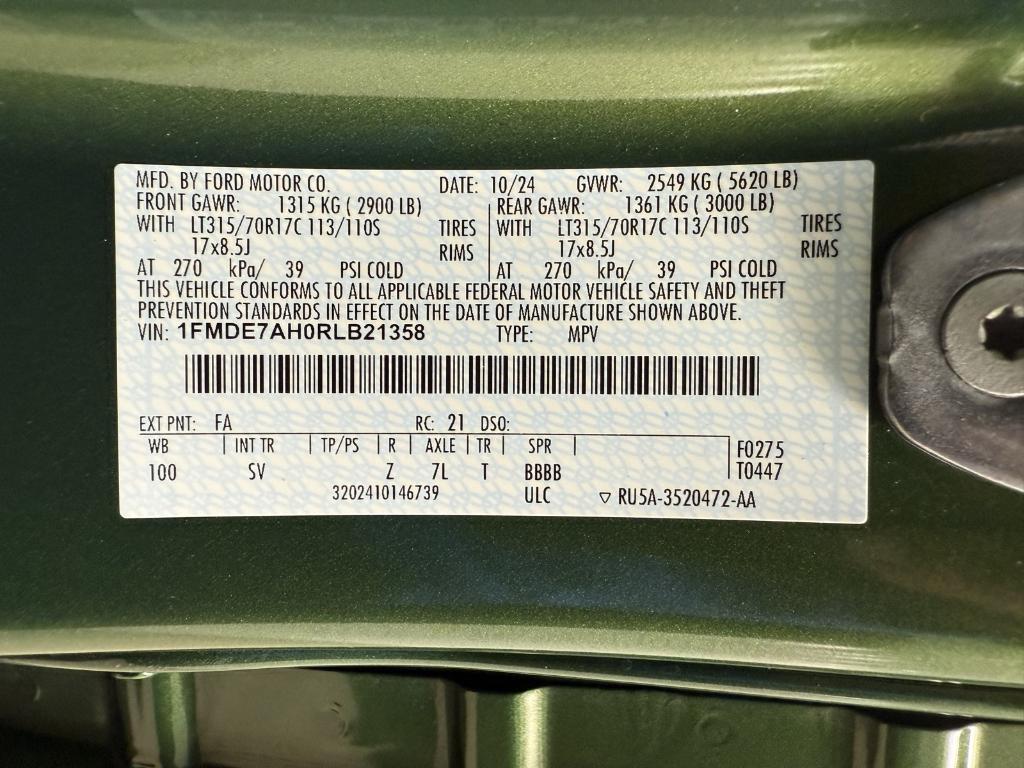 MFD. BY FORD MOTOR CO. DATE: 10/24 GVWR: 2549 KG ( 5620 LB)
FRONT GAWR: 1315 KG ( 2900 LB) REAR GAWR: 1361 KG ( 3000 LB)
WITH LT315/70R17C 113/110S TIRES WITH LT315/70R17C 113/110S TIRES
17x8.5J RIMS 17x8.5J RIMS
AT 270 kPa/ 39 PSI COLD AT 270 kPa/ 39 PSI COLD
THIS VEHICLE CONFORMS TO ALL APPLICABLE FEDERAL MOTOR VEHICLE SAFETY AND THEFT
PREVENTION STANDARDS IN EFFECT ON THE DATE OF MANUFACTURE SHOWN ABOVE.
VIN: 1FMDE7AH0RLB21358 TYPE: MPV
EXT PNT: FA RC: 21 DSO:
WB INT TR TP/PS R AXLE TR SPR F0275
100 SV Z 7L T BBBB T0447
3202410146739 ULC ▽ RU5A-3520472-AA